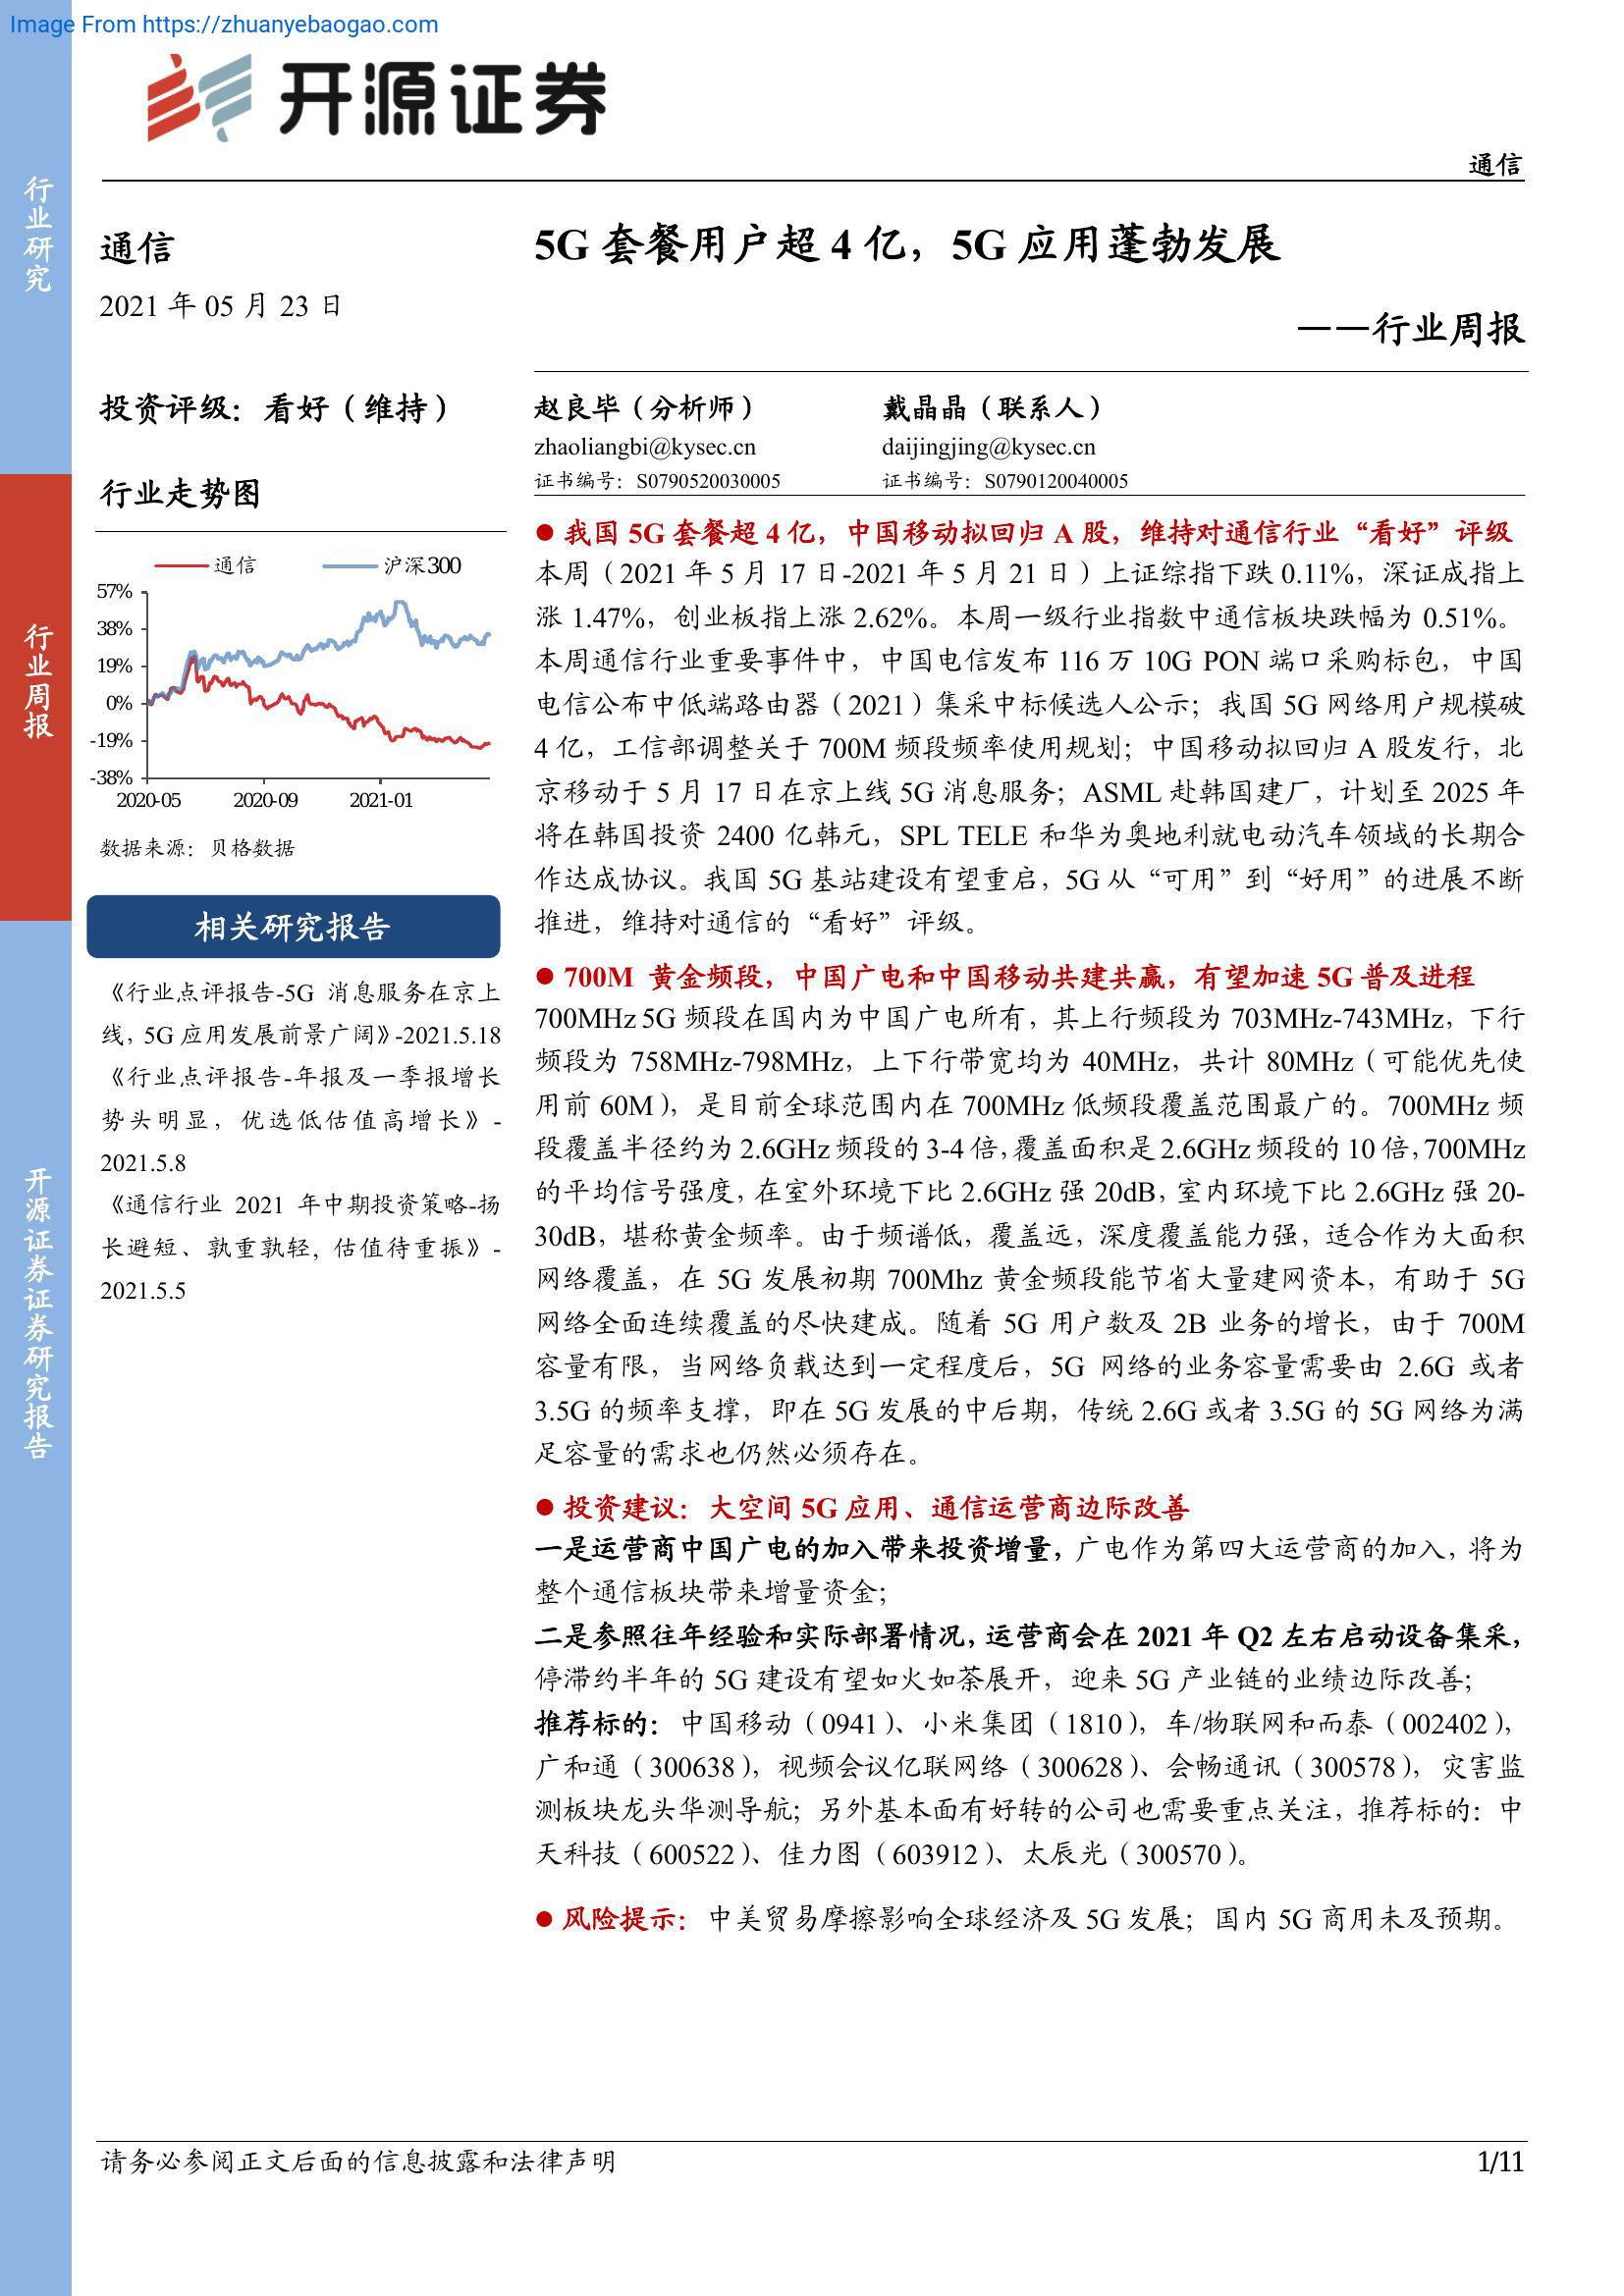 Image From https://zhuanyebaogao.com
开源证券
通信
行业研究
行业周报
开源证券证券研究报告
通信
2021 年 05 月 23 日
投资评级：看好（维持）
行业走势图
通信 沪深300
57%
38%
19%
0%
-19%
-38%
2020-05 2020-09 2021-01
数据来源：贝格数据
相关研究报告
《行业点评报告-5G 消息服务在京上
线，5G 应用发展前景广阔》-2021.5.18
《行业点评报告-年报及一季报增长
势头明显，优选低估值高增长》-
2021.5.8
《通信行业 2021 年中期投资策略-扬
长避短、孰重孰轻，估值待重振》-
2021.5.5
5G 套餐用户超 4 亿，5G 应用蓬勃发展
——行业周报
赵良毕（分析师） 戴晶晶（联系人）
zhaoliangbi@kysec.cn daijingjing@kysec.cn
证书编号：S0790520030005 证书编号：S0790120040005
● 我国 5G 套餐超 4 亿，中国移动拟回归 A 股，维持对通信行业“看好”评级
本周（2021 年 5 月 17 日-2021 年 5 月 21 日）上证综指下跌 0.11%，深证成指上
涨 1.47%，创业板指上涨 2.62%。本周一级行业指数中通信板块跌幅为 0.51%。
本周通信行业重要事件中，中国电信发布 116 万 10G PON 端口采购标包，中国
电信公布中低端路由器（2021）集采中标候选人公示；我国 5G 网络用户规模破
4 亿，工信部调整关于 700M 频段频率使用规划；中国移动拟回归 A 股发行，北
京移动于 5 月 17 日在京上线 5G 消息服务；ASML 赴韩国建厂，计划至 2025 年
将在韩国投资 2400 亿韩元，SPL TELE 和华为奥地利就电动汽车领域的长期合
作达成协议。我国 5G 基站建设有望重启，5G 从“可用”到“好用”的进展不断
推进，维持对通信的“看好”评级。
● 700M 黄金频段，中国广电和中国移动共建共赢，有望加速 5G 普及进程
700MHz 5G 频段在国内为中国广电所有，其上行频段为 703MHz-743MHz，下行
频段为 758MHz-798MHz，上下行带宽均为 40MHz，共计 80MHz（可能优先使
用前 60M），是目前全球范围内在 700MHz 低频段覆盖范围最广的。700MHz 频
段覆盖半径约为 2.6GHz 频段的 3-4 倍，覆盖面积是 2.6GHz 频段的 10 倍，700MHz
的平均信号强度，在室外环境下比 2.6GHz 强 20dB，室内环境下比 2.6GHz 强 20-
30dB，堪称黄金频率。由于频谱低，覆盖远，深度覆盖能力强，适合作为大面积
网络覆盖，在 5G 发展初期 700Mhz 黄金频段能节省大量建网资本，有助于 5G
网络全面连续覆盖的尽快建成。随着 5G 用户数及 2B 业务的增长，由于 700M
容量有限，当网络负载达到一定程度后，5G 网络的业务容量需要由 2.6G 或者
3.5G 的频率支撑，即在 5G 发展的中后期，传统 2.6G 或者 3.5G 的 5G 网络为满
足容量的需求也仍然必须存在。
● 投资建议：大空间 5G 应用、通信运营商边际改善
一是运营商中国广电的加入带来投资增量，广电作为第四大运营商的加入，将为
整个通信板块带来增量资金；
二是参照往年经验和实际部署情况，运营商会在 2021 年 Q2 左右启动设备集采，
停滞约半年的 5G 建设有望如火如荼展开，迎来 5G 产业链的业绩边际改善；
推荐标的：中国移动（0941）、小米集团（1810），车/物联网和而泰（002402），
广和通（300638），视频会议亿联网络（300628）、会畅通讯（300578），灾害监
测板块龙头华测导航；另外基本面有好转的公司也需要重点关注，推荐标的：中
天科技（600522）、佳力图（603912）、太辰光（300570）。
● 风险提示：中美贸易摩擦影响全球经济及 5G 发展；国内 5G 商用未及预期。
请务必参阅正文后面的信息披露和法律声明 1/11